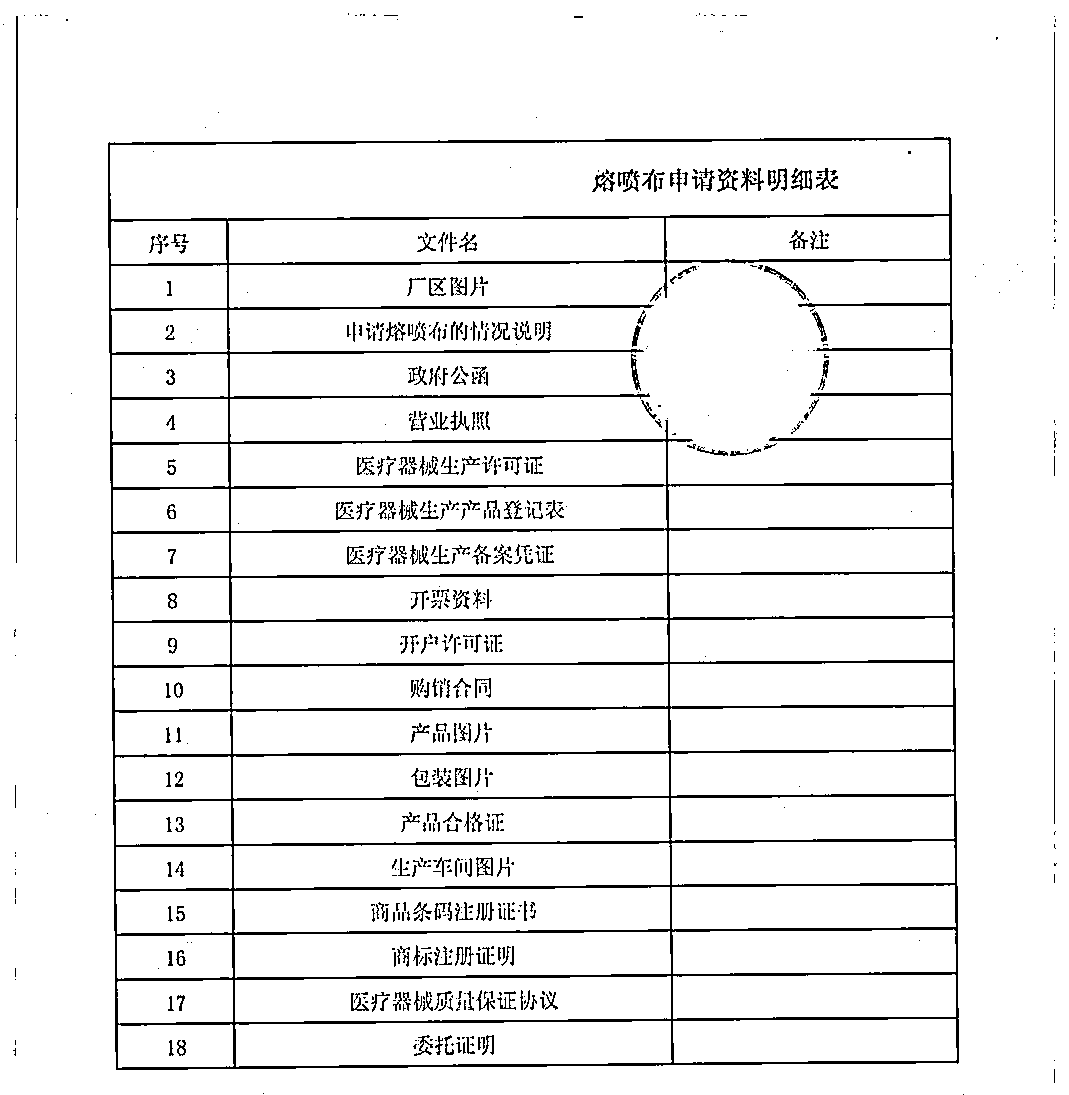 熔喷布申请资料明细表
序号 文件名 备注
1 厂区图片
2 申请熔喷布的情况说明
3 政府公函
4 营业执照
5 医疗器械生产许可证
6 医疗器械生产产品登记表
7 医疗器械生产备案凭证
8 开票资料
9 开户许可证
10 购销合同
11 产品图片
12 包装图片
13 产品合格证
14 生产车间图片
15 商品条码注册证书
16 商标注册证明
17 医疗器械质量保证协议
18 委托证明